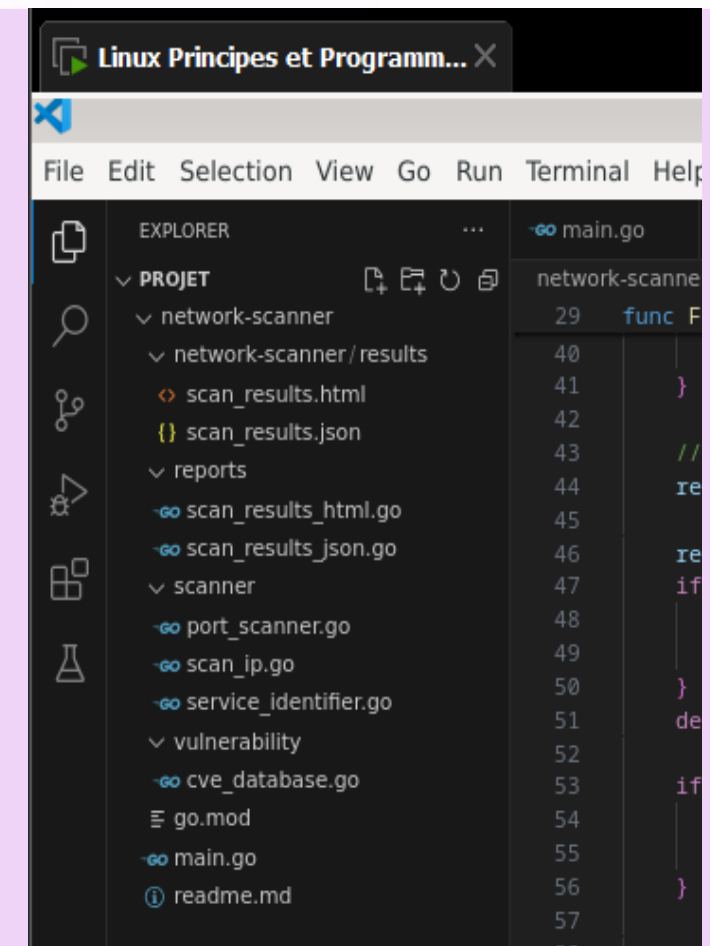 Linux Principes et Programm...
File Edit Selection View Go Run Terminal Help
EXPLORER ... main.go
PROJET network-scanne
network-scanner 29 func F
network-scanner/results 40
scan_results.html 41 }
{} scan_results.json 42
reports 43 //
scan_results_html.go 44 re
scan_results_json.go 45
46 re
scanner 47 if
port_scanner.go 48
scan_ip.go 49
service_identifier.go 50 }
51 de
vulnerability 52
cve_database.go 53 if
go.mod 54
main.go 55
readme.md 56 }
57